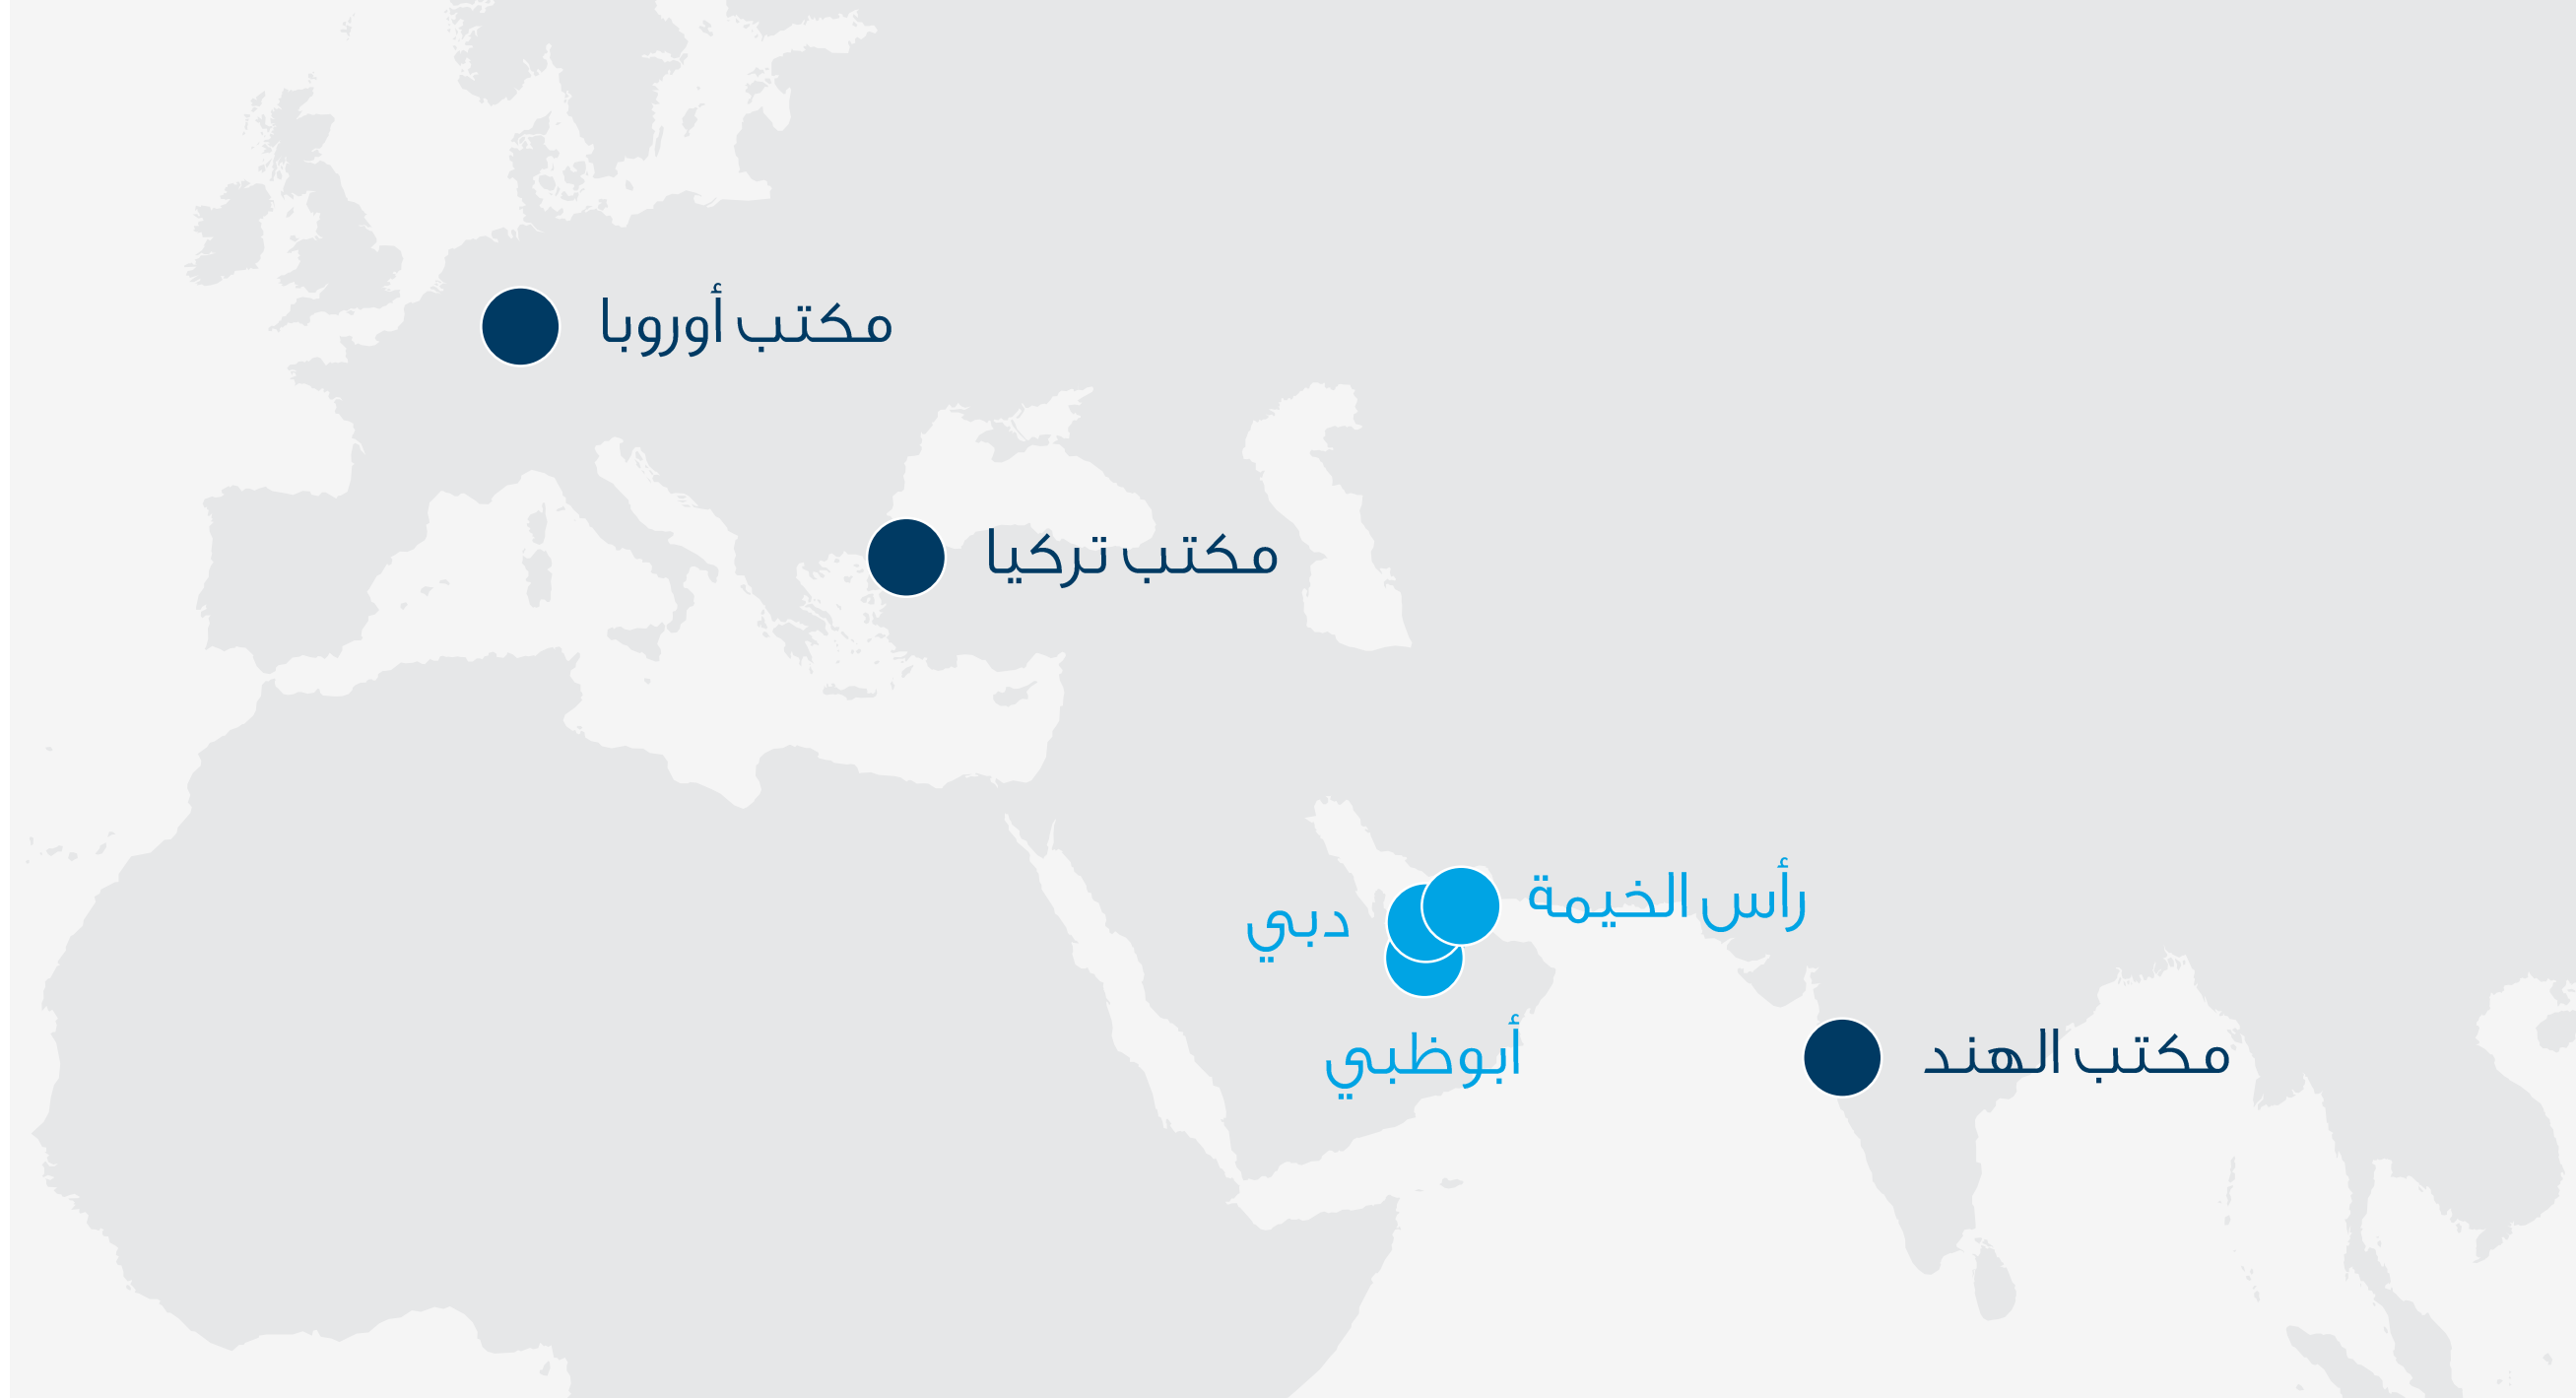 مكتب أوروبا
مكتب تركيا
رأس الخيمة
دبي
أبوظبي
مكتب الهند